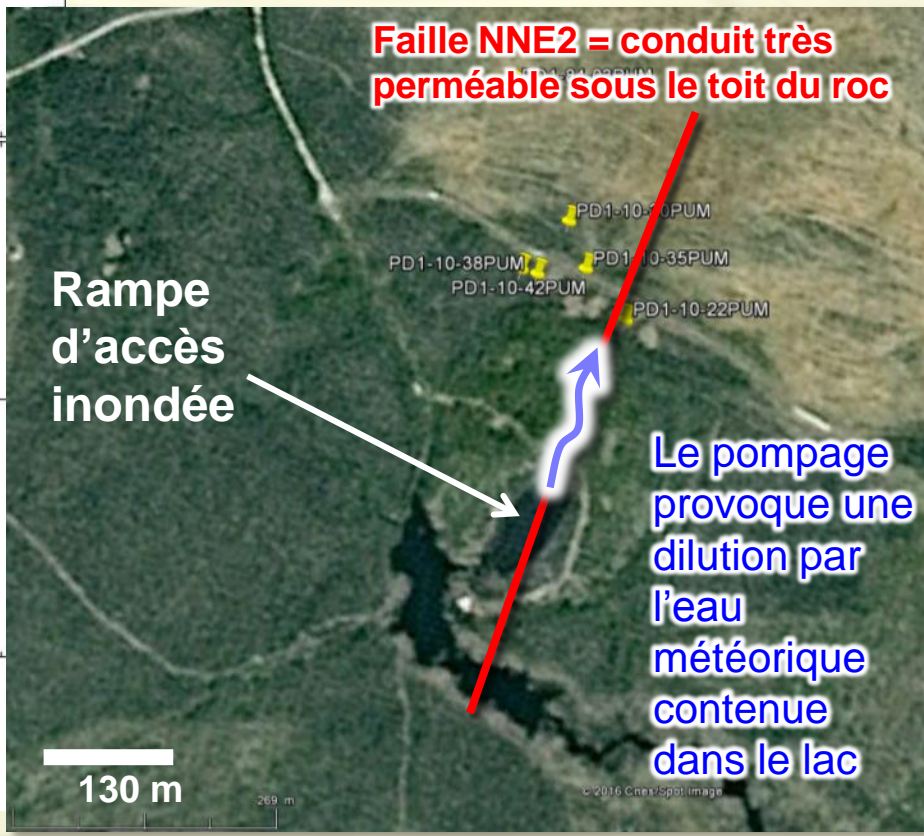 Faille NNE2 = conduit très
perméable sous le toit du roc
PD1-10-38PUM
PD1-10-35PUM
PD1-10-42PUM
PD1-10-22PUM
Rampe
d’accès
inondée
Le pompage
provoque une
dilution par
l’eau
météorique
contenue
dans le lac
130 m
269 m
© 2016 Cnes/Spot Image